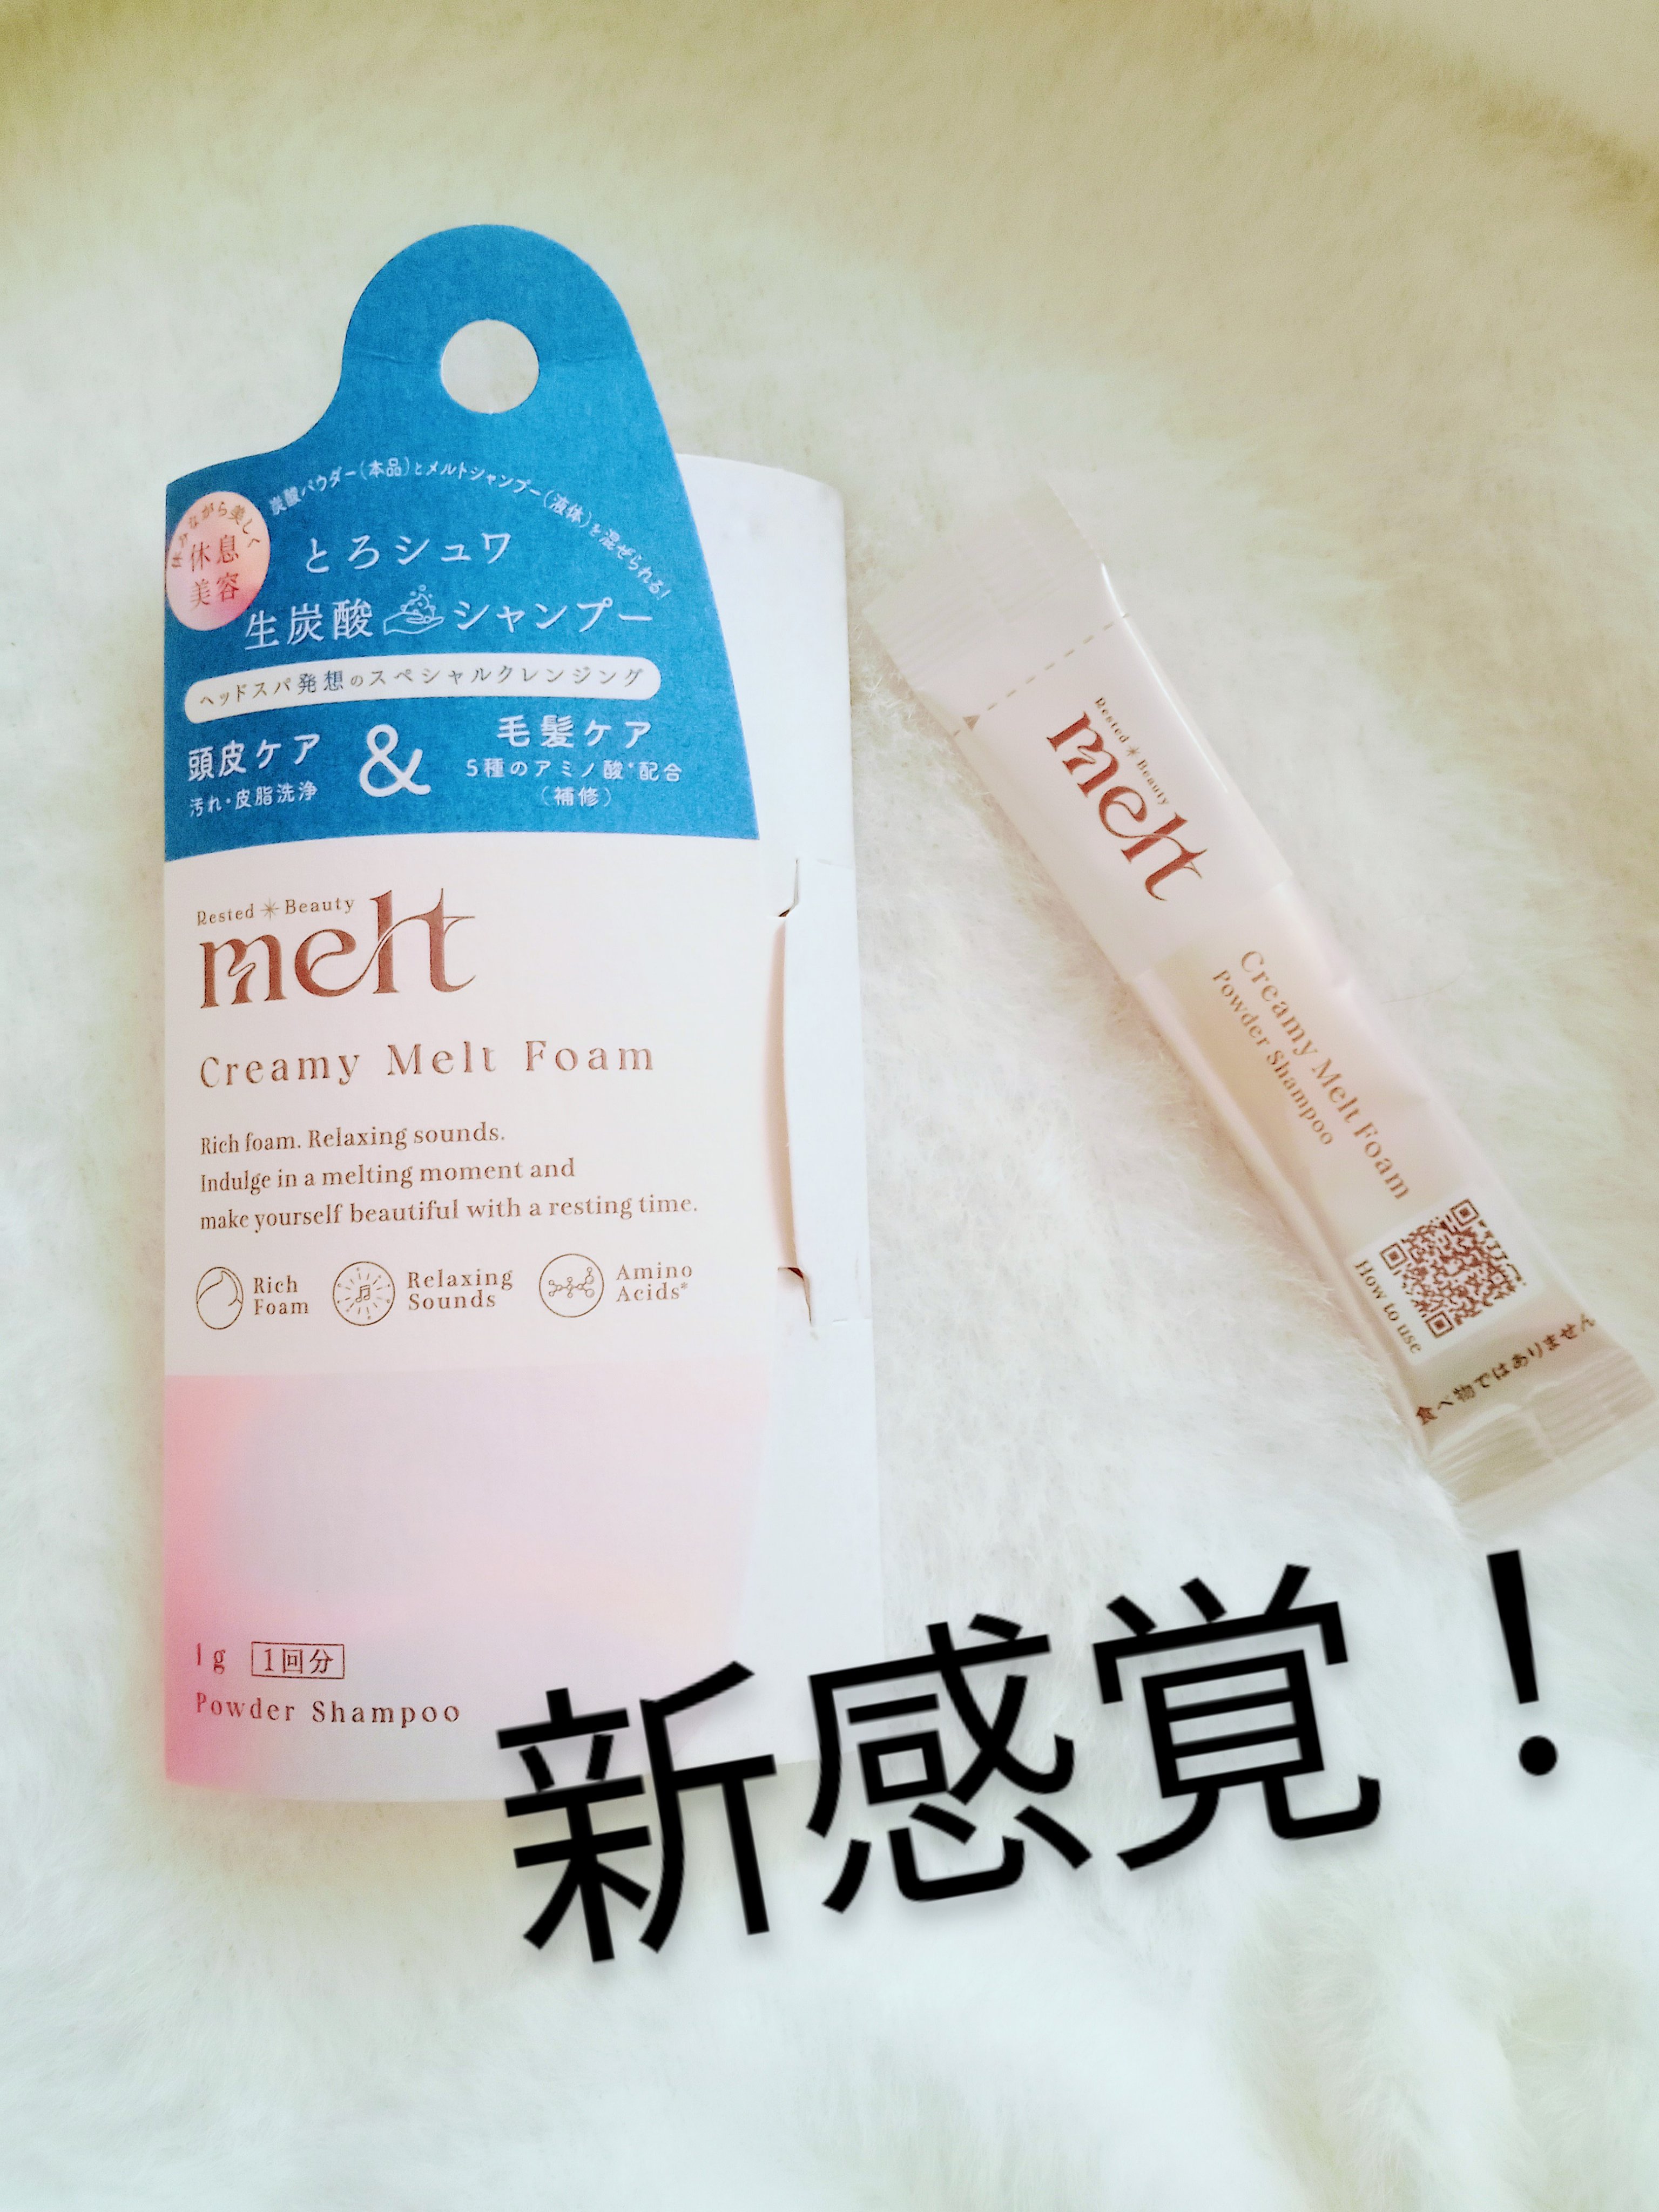 炭酸パウダー(本品)とメルトシャンプー(液体)を混ぜられる!
休みながら美しく
休息
美容
とろシュワ
生炭酸シャンプー
ヘッドスパ発想のスペシャルクレンジング
頭皮ケア
汚れ・皮脂洗浄
&
毛髪ケア
5種のアミノ酸*配合
(補修)
Rested Beauty
melt
Creamy Melt Foam
Rich foam. Relaxing sounds.
Indulge in a melting moment and
make yourself beautiful with a resting time.
Rich
Foam
Relaxing
Sounds
Amino
Acids*
1g 1回分
Powder Shampoo
Rested Beauty
melt
Creamy Melt Foam
Powder Shampoo
How to use
食べ物ではありません
新感覚!